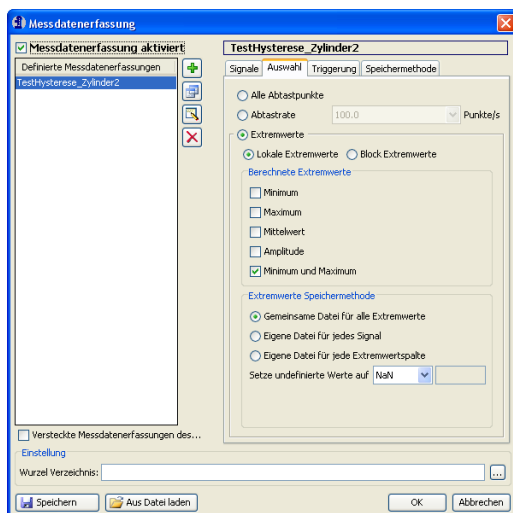 Messdatenerfassung
Messdatenerfassung aktiviert
Definierte Messdatenerfassungen
TestHysterese_Zylinder2
Versteckte Messdatenerfassungen des...
TestHysterese_Zylinder2
Signale Auswahl Triggerung Speichermethode
Alle Abtastpunkte
Abtastrate 100.0 Punkte/s
Extremwerte
Lokale Extremwerte Block Extremwerte
Berechnete Extremwerte
Minimum
Maximum
Mittelwert
Amplitude
Minimum und Maximum
Extremwerte Speichermethode
Gemeinsame Datei für alle Extremwerte
Eigene Datei für jedes Signal
Eigene Datei für jede Extremwertspalte
Setze undefinierte Werte auf NaN
Einstellung
Wurzel Verzeichnis: ...
Speichern Aus Datei laden OK Abbrechen